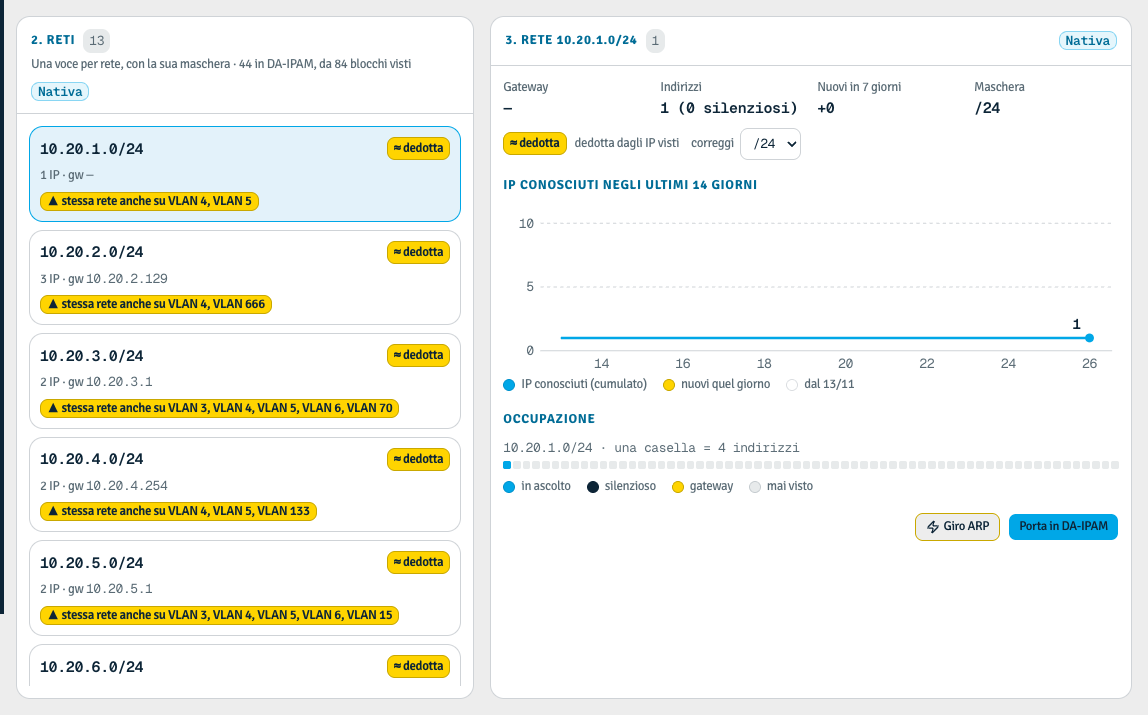 2. RETI 13
Una voce per rete, con la sua maschera · 44 in DA-IPAM, da 84 blocchi visti
Nativa
10.20.1.0/24 ≈ dedotta
1 IP · gw —
▲ stessa rete anche su VLAN 4, VLAN 5
10.20.2.0/24 ≈ dedotta
3 IP · gw 10.20.2.129
▲ stessa rete anche su VLAN 4, VLAN 666
10.20.3.0/24 ≈ dedotta
2 IP · gw 10.20.3.1
▲ stessa rete anche su VLAN 3, VLAN 4, VLAN 5, VLAN 6, VLAN 70
10.20.4.0/24 ≈ dedotta
2 IP · gw 10.20.4.254
▲ stessa rete anche su VLAN 4, VLAN 5, VLAN 133
10.20.5.0/24 ≈ dedotta
2 IP · gw 10.20.5.1
▲ stessa rete anche su VLAN 3, VLAN 4, VLAN 5, VLAN 6, VLAN 15
10.20.6.0/24 ≈ dedotta
3. RETE 10.20.1.0/24 1 Nativa
Gateway Indirizzi Nuovi in 7 giorni Maschera
— 1 (0 silenziosi) +0 /24
≈ dedotta dedotta dagli IP visti correggi /24
IP CONOSCIUTI NEGLI ULTIMI 14 GIORNI
10
5
1
0
14 16 18 20 22 24 26
IP conosciuti (cumulato) nuovi quel giorno dal 13/11
OCCUPAZIONE
10.20.1.0/24 · una casella = 4 indirizzi
in ascolto silenzioso gateway mai visto
Giro ARP Porta in DA-IPAM